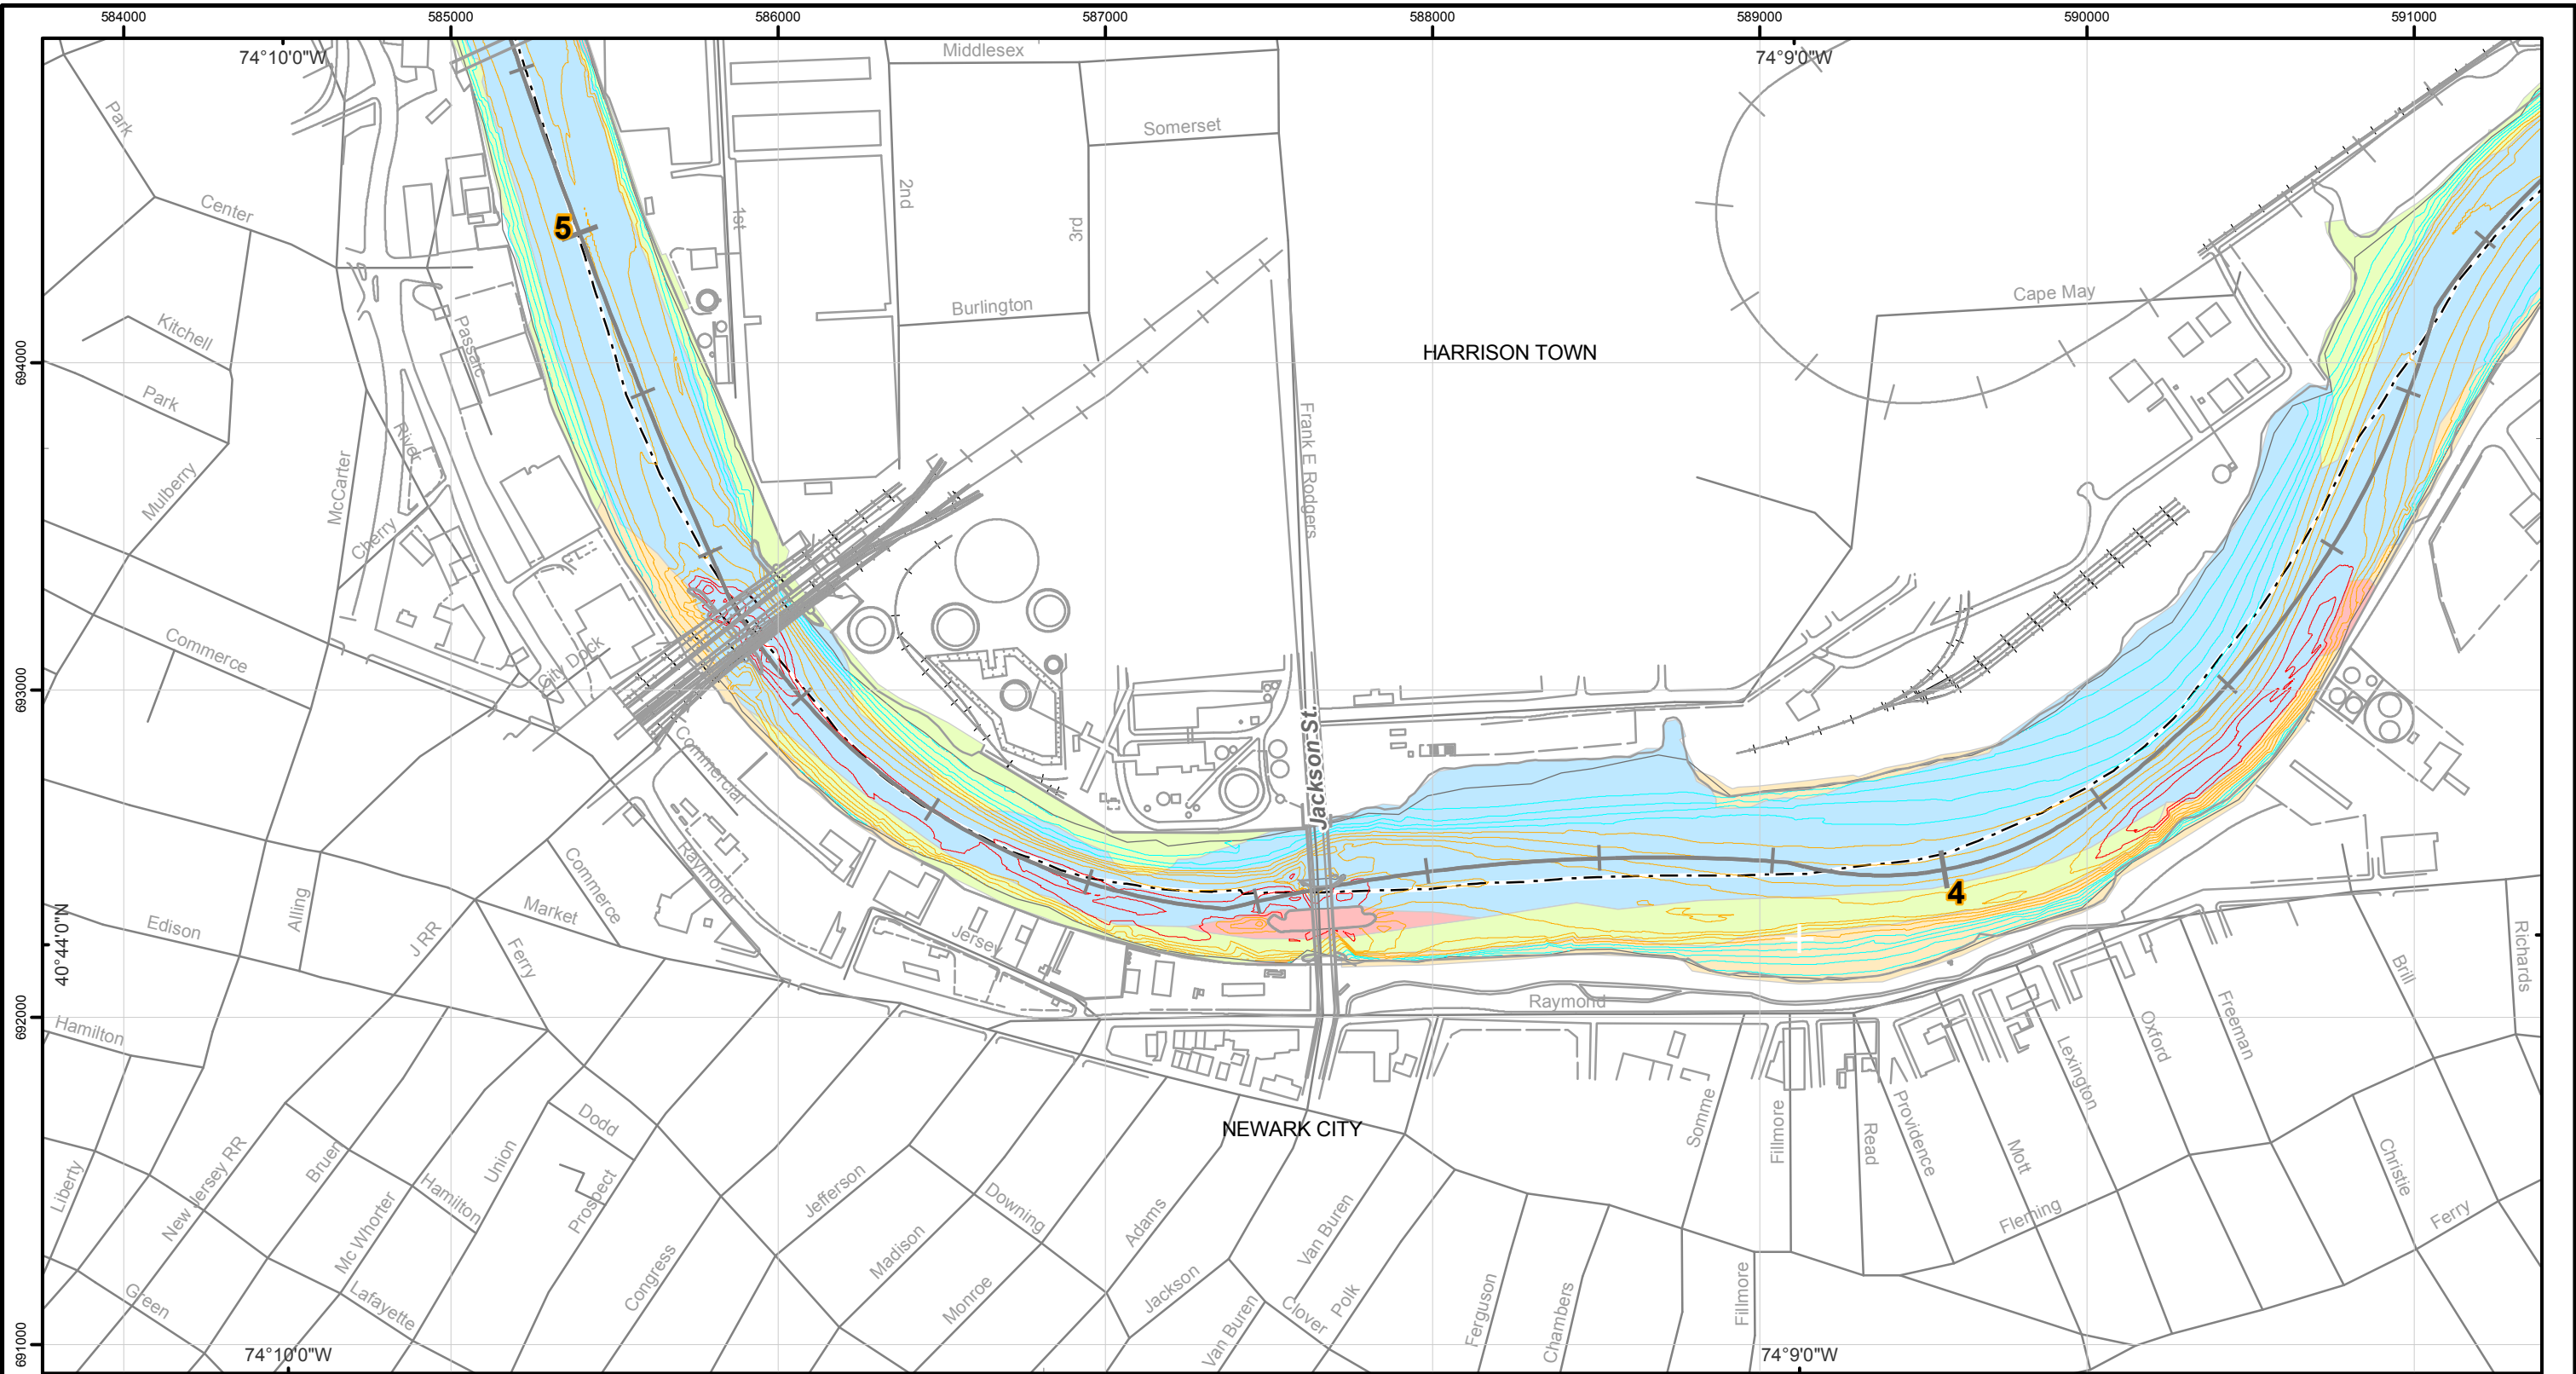 584000 585000 586000 587000 588000 589000 590000 591000
74°10'0"W 74°9'0"W
Middlesex
Park
Somerset
Center
2nd
1st
3rd
5
Cape May
Burlington
Kitchell
Passaic
694000
HARRISON TOWN
Park
River
Frank E Rodgers
Mulberry
McCarter
Cherry
Commerce
City Dock
693000
Commercial
Jackson St.
Raymond
Commerce
4
Alling
Market
Edison
J RR
Ferry
Jersey
40°44'0"N
Richards
Brill
Raymond
692000
Hamilton
Freeman
Oxford
Lexington
NEWARK CITY
Dodd
Somme
Fillmore
Read
Providence
Mott
Christie
Liberty
New Jersey RR
Bruen
Union
Hamilton
Mc Whorter
Prospect
Jefferson
Downing
Adams
Van Buren
Fleming
Ferry
Congress
Madison
Monroe
Jackson
Van Buren
Clover
Polk
Ferguson
Chambers
Fillmore
Green
Lafayette
691000
74°10'0"W 74°9'0"W